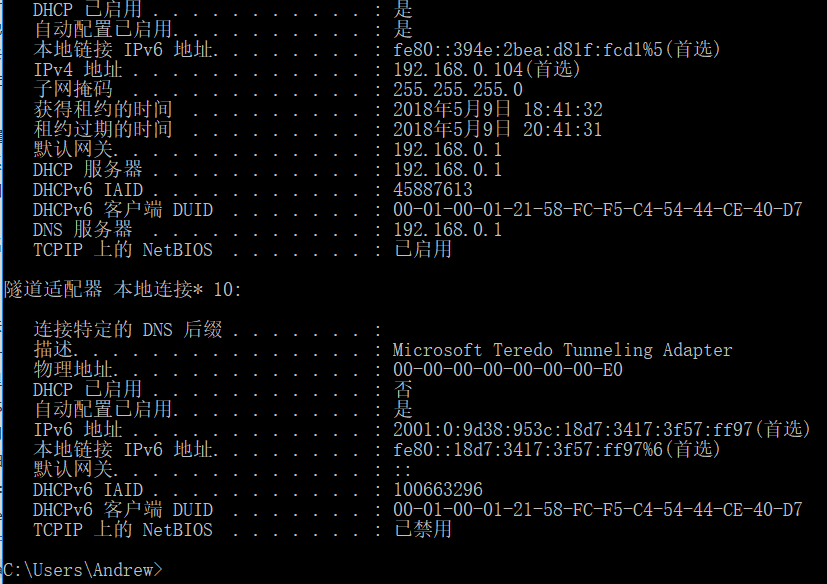 DHCP 已启用 . . . . . . . . . . . : 是
自动配置已启用. . . . . . . . . . : 是
本地链接 IPv6 地址. . . . . . . . : fe80::394e:2bea:d81f:fcd1%5(首选)
IPv4 地址 . . . . . . . . . . . . : 192.168.0.104(首选)
子网掩码  . . . . . . . . . . . . : 255.255.255.0
获得租约的时间  . . . . . . . . . : 2018年5月9日 18:41:32
租约过期的时间  . . . . . . . . . : 2018年5月9日 20:41:31
默认网关. . . . . . . . . . . . . : 192.168.0.1
DHCP 服务器 . . . . . . . . . . . : 192.168.0.1
DHCPv6 IAID . . . . . . . . . . . : 45887613
DHCPv6 客户端 DUID  . . . . . . . : 00-01-00-01-21-58-FC-F5-C4-54-44-CE-40-D7
DNS 服务器  . . . . . . . . . . . : 192.168.0.1
TCPIP 上的 NetBIOS  . . . . . . . : 已启用
隧道适配器 本地连接* 10:
连接特定的 DNS 后缀 . . . . . . . :
描述. . . . . . . . . . . . . . . : Microsoft Teredo Tunneling Adapter
物理地址. . . . . . . . . . . . . : 00-00-00-00-00-00-00-E0
DHCP 已启用 . . . . . . . . . . . : 否
自动配置已启用. . . . . . . . . . : 是
IPv6 地址 . . . . . . . . . . . . : 2001:0:9d38:953c:18d7:3417:3f57:ff97(首选)
本地链接 IPv6 地址. . . . . . . . : fe80::18d7:3417:3f57:ff97%6(首选)
默认网关. . . . . . . . . . . . . : ::
DHCPv6 IAID . . . . . . . . . . . : 100663296
DHCPv6 客户端 DUID  . . . . . . . : 00-01-00-01-21-58-FC-F5-C4-54-44-CE-40-D7
TCPIP 上的 NetBIOS  . . . . . . . : 已禁用
C:\Users\Andrew>